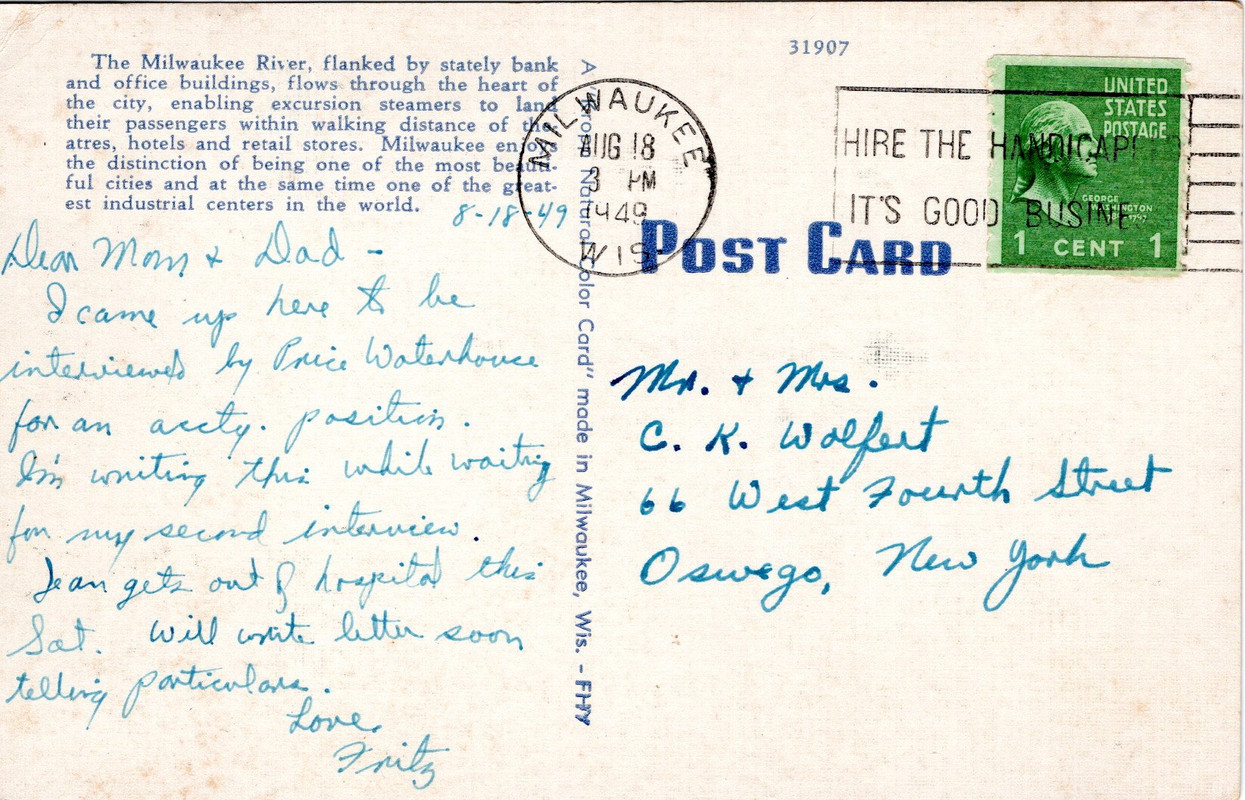 31907
The Milwaukee River, flanked by stately bank
and office buildings, flows through the heart of
the city, enabling excursion steamers to land
their passengers within walking distance of the-
atres, hotels and retail stores. Milwaukee enjoys
the distinction of being one of the most beauti-
ful cities and at the same time one of the great-
est industrial centers in the world.
8-18-49
Dear Mom & Dad -
I came up here to be
interviewed by Price Waterhouse
for an accty. position.
I'm writing this while waiting
for my second interview.
Jean gets out of hospital this
Sat. Will write letter soon
telling particulars.
Love,
Fritz
Natural Color Card" made in Milwaukee, Wis. -
MILWAUKEE
AUG 18
3 PM
1949
WIS.
HIRE THE HANDICAP
IT'S GOOD BUSINE
UNITED
STATES
POSTAGE
GEORGE
WASHINGTON
1 CENT 1
POST CARD
Mr. & Mrs.
C. K. Wolfert
66 West Fourth Street
Oswego, New York